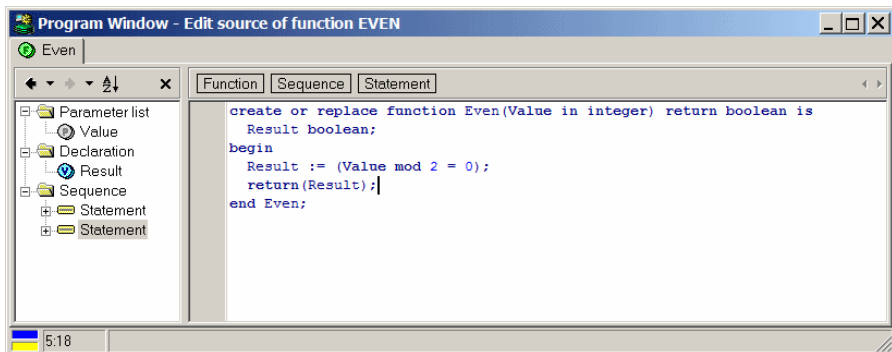 Program Window - Edit source of function EVEN
Even
Function Sequence Statement
Parameter list
Value
Declaration
Result
Sequence
Statement
Statement
create or replace function Even(Value in integer) return boolean is
Result boolean;
begin
Result := (Value mod 2 = 0);
return(Result);
end Even;
5:18